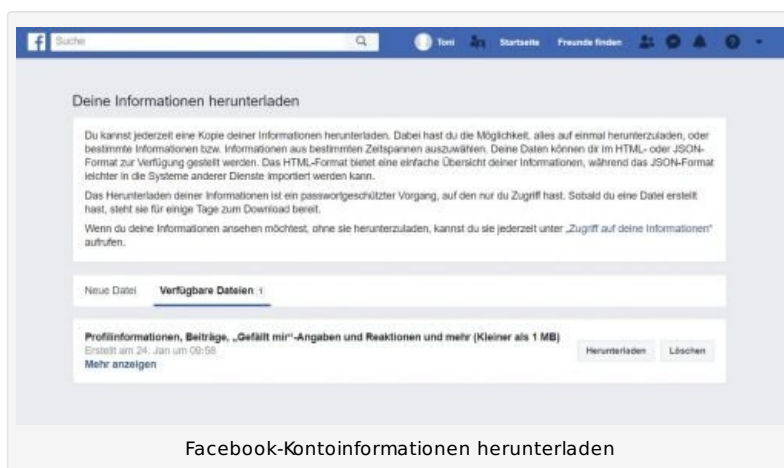 f
Suche
Toni Startseite Freunde finden
Deine Informationen herunterladen
Du kannst jederzeit eine Kopie deiner Informationen herunterladen. Dabei hast du die Möglichkeit, alles auf einmal herunterzuladen, oder
bestimmte Informationen bzw. Informationen aus bestimmten Zeitspannen auszuwählen. Deine Daten können dir im HTML- oder JSON-
Format zur Verfügung gestellt werden. Das HTML-Format bietet eine einfache Übersicht deiner Informationen, während das JSON-Format
leichter in die Systeme anderer Dienste importiert werden kann.
Das Herunterladen deiner Informationen ist ein passwortgeschützter Vorgang, auf den nur du Zugriff hast. Sobald du eine Datei erstellt
hast, steht sie für einige Tage zum Download bereit.
Wenn du deine Informationen ansehen möchtest, ohne sie herunterzuladen, kannst du sie jederzeit unter „Zugriff auf deine Informationen“
aufrufen.
Neue Datei Verfügbare Dateien 1
Profilinformationen, Beiträge, „Gefällt mir“-Angaben und Reaktionen und mehr (Kleiner als 1 MB)
Erstellt am 24. Jan um 09:58
Mehr anzeigen
Herunterladen Löschen
Facebook-Kontoinformationen herunterladen